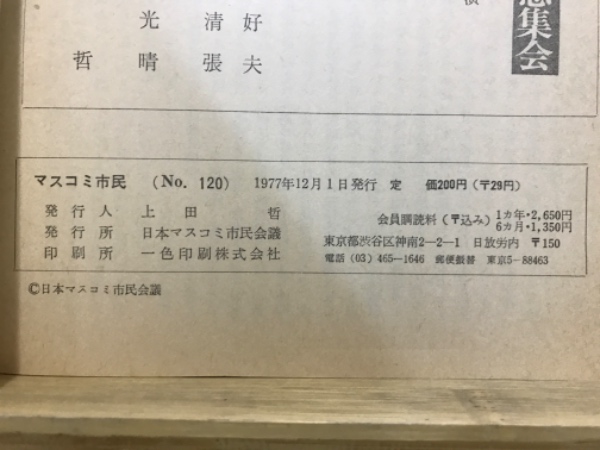 集会
光清好
哲晴張夫
マスコミ市民 (No. 120) 1977年12月1日発行 定 価200円(〒29円)
発行人 上田 哲
発行所 日本マスコミ市民会議
印刷所 一色印刷株式会社
会員購読料(〒込み) 1カ年・2,650円
6カ月・1,350円
東京都渋谷区神南2-2-1 日放労内 〒150
電話 (03) 465-1646 郵便振替 東京5-88463
©日本マスコミ市民会議